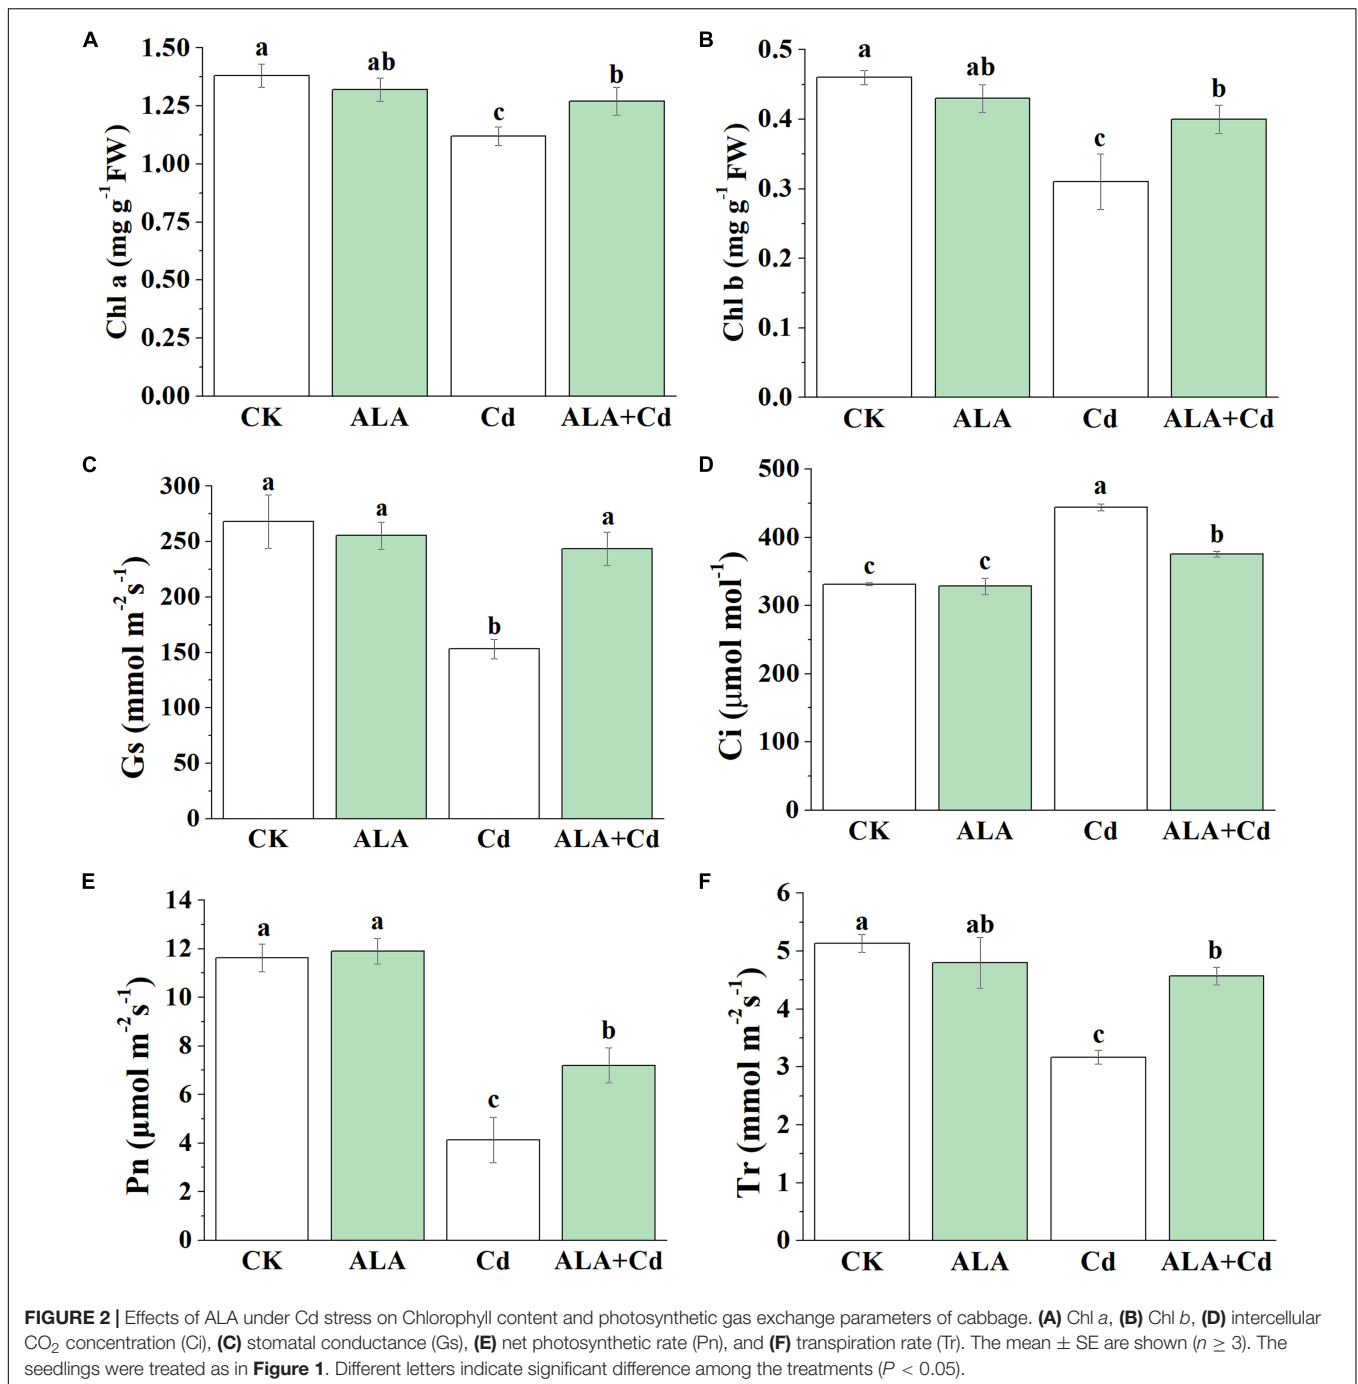 A
1.50
1.25
1.00
0.75
0.50
0.25
0.00
Chl a (mg g⁻¹FW)
a
ab
c
b
CK ALA Cd ALA+Cd
B
0.5
0.4
0.3
0.2
0.1
0.0
Chl b (mg g⁻¹FW)
a
ab
c
b
CK ALA Cd ALA+Cd
C
300
250
200
150
100
50
0
Gs (mmol m⁻²s⁻¹)
a
a
b
a
CK ALA Cd ALA+Cd
D
500
400
300
200
100
0
Ci (μmol mol⁻¹)
c
c
a
b
CK ALA Cd ALA+Cd
E
14
12
10
8
6
4
2
0
Pn (μmol m⁻²s⁻¹)
a
a
c
b
CK ALA Cd ALA+Cd
F
6
5
4
3
2
1
0
Tr (mmol m⁻²s⁻¹)
a
ab
c
b
CK ALA Cd ALA+Cd
FIGURE 2 | Effects of ALA under Cd stress on Chlorophyll content and photosynthetic gas exchange parameters of cabbage. (A) Chl a, (B) Chl b, (D) intercellular
CO₂ concentration (Ci), (C) stomatal conductance (Gs), (E) net photosynthetic rate (Pn), and (F) transpiration rate (Tr). The mean ± SE are shown (n ≥ 3). The
seedlings were treated as in Figure 1. Different letters indicate significant difference among the treatments (P < 0.05).